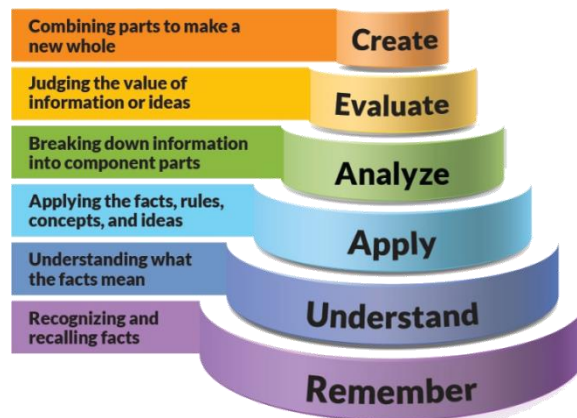 Combining parts to make a
new whole
Create
Judging the value of
information or ideas
Evaluate
Breaking down information
into component parts
Analyze
Applying the facts, rules,
concepts, and ideas
Apply
Understanding what
the facts mean
Understand
Recognizing and
recalling facts
Remember